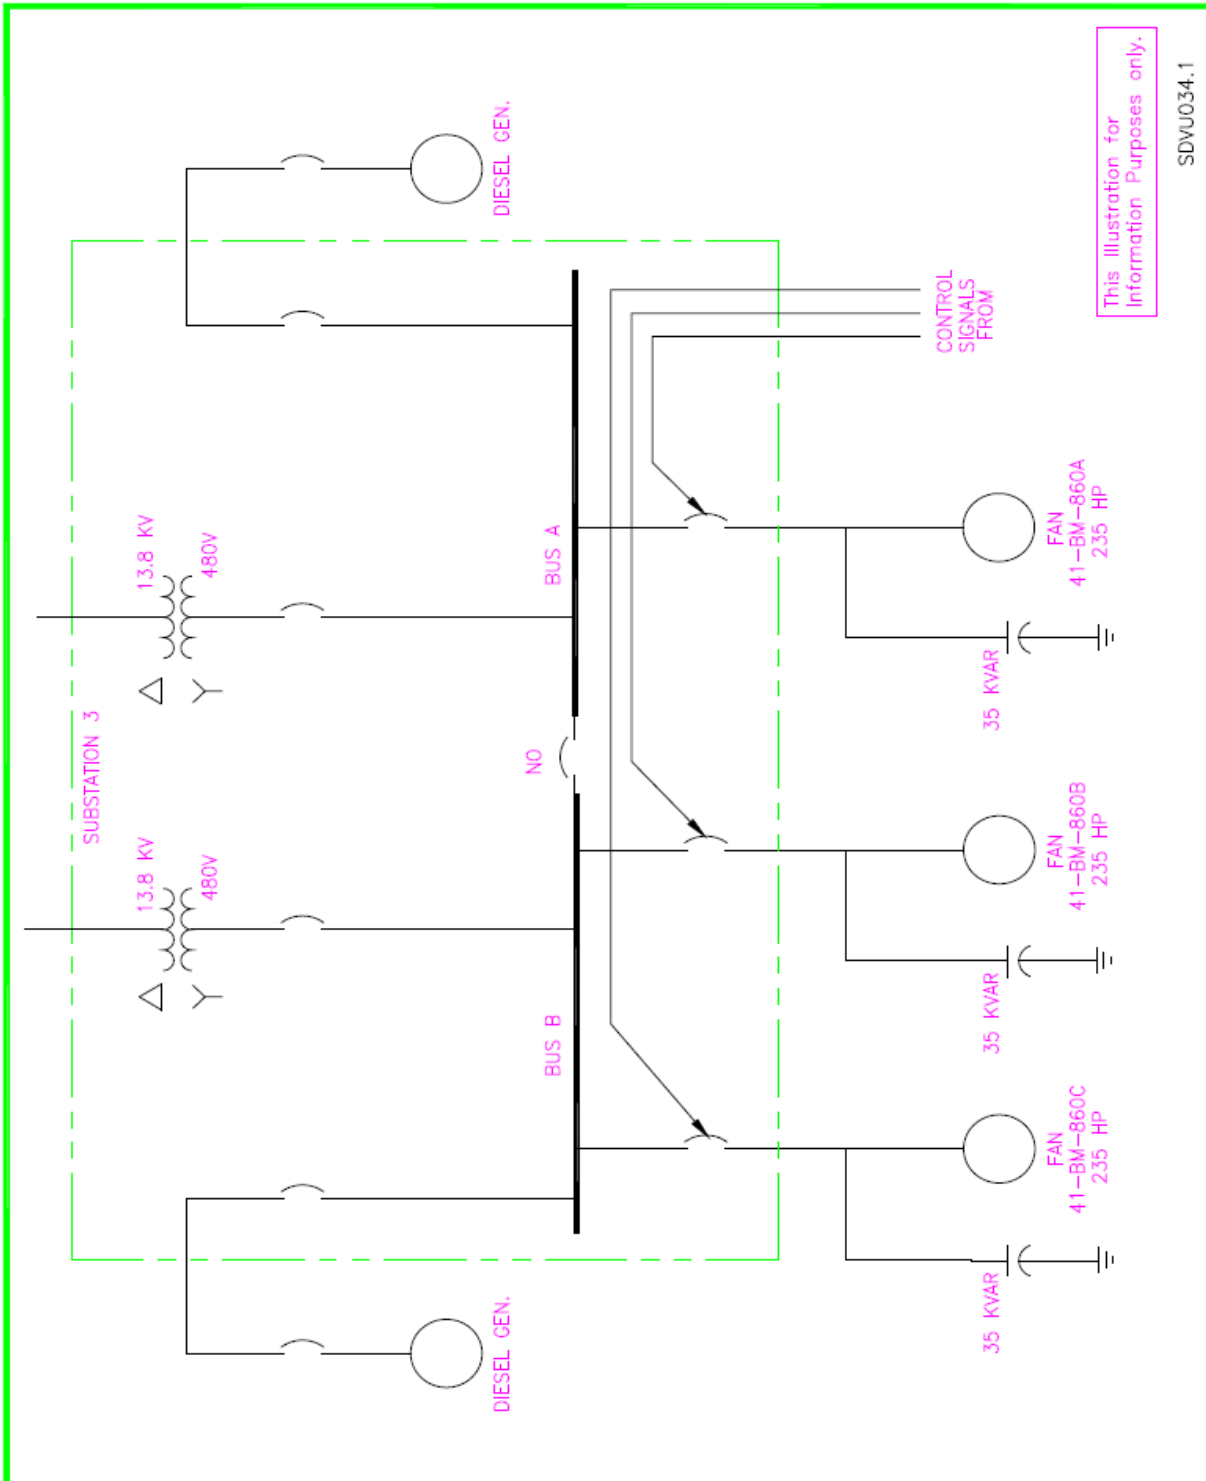 SUBSTATION 3
13.8 KV
480V
13.8 KV
480V
DIESEL GEN.
DIESEL GEN.
NO
BUS B
BUS A
CONTROL
SIGNALS
FROM
35 KVAR
FAN
41-BM-860C
235 HP
35 KVAR
FAN
41-BM-860B
235 HP
35 KVAR
FAN
41-BM-860A
235 HP
This Illustration for
Information Purposes only.
SDVU034.1